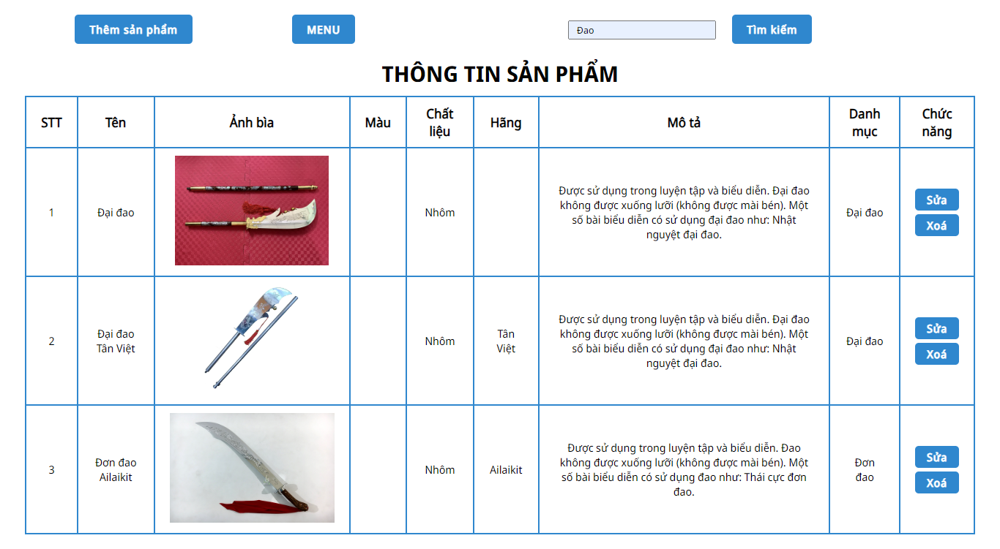 Thêm sản phẩm
MENU
Đao
Tìm kiếm
THÔNG TIN SẢN PHẨM
STT
Tên
Ảnh bìa
Màu
Chất
liệu
Hãng
Mô tả
Danh
mục
Chức
năng
1
Đại đao
Nhôm
Được sử dụng trong luyện tập và biểu diễn. Đại đao
không được xuống lưỡi (không được mài bén). Một
số bài biểu diễn có sử dụng đại đao như: Nhật
nguyệt đại đao.
Đại đao
Sửa
Xoá
2
Đại đao
Tân Việt
Nhôm
Tân
Việt
Được sử dụng trong luyện tập và biểu diễn. Đại đao
không được xuống lưỡi (không được mài bén). Một
số bài biểu diễn có sử dụng đại đao như: Nhật
nguyệt đại đao.
Đại đao
Sửa
Xoá
3
Đơn đao
Ailaikit
Nhôm
Ailaikit
Được sử dụng trong luyện tập và biểu diễn. Đao
không được xuống lưỡi (không được mài bén). Một
số bài biểu diễn có sử dụng đao như: Thái cực đơn
đao.
Đơn
đao
Sửa
Xoá